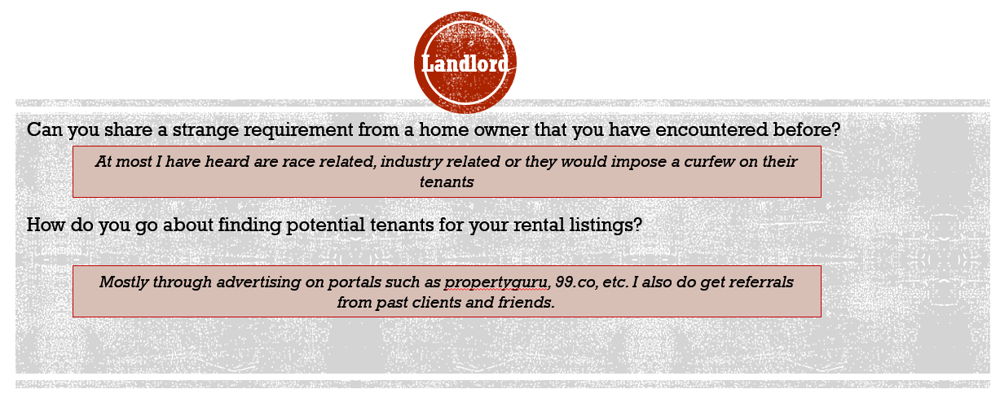 Landlord
Can you share a strange requirement from a home owner that you have encountered before?
At most I have heard are race related, industry related or they would impose a curfew on their
tenants
How do you go about finding potential tenants for your rental listings?
Mostly through advertising on portals such as propertyguru, 99.co, etc. I also do get referrals
from past clients and friends.